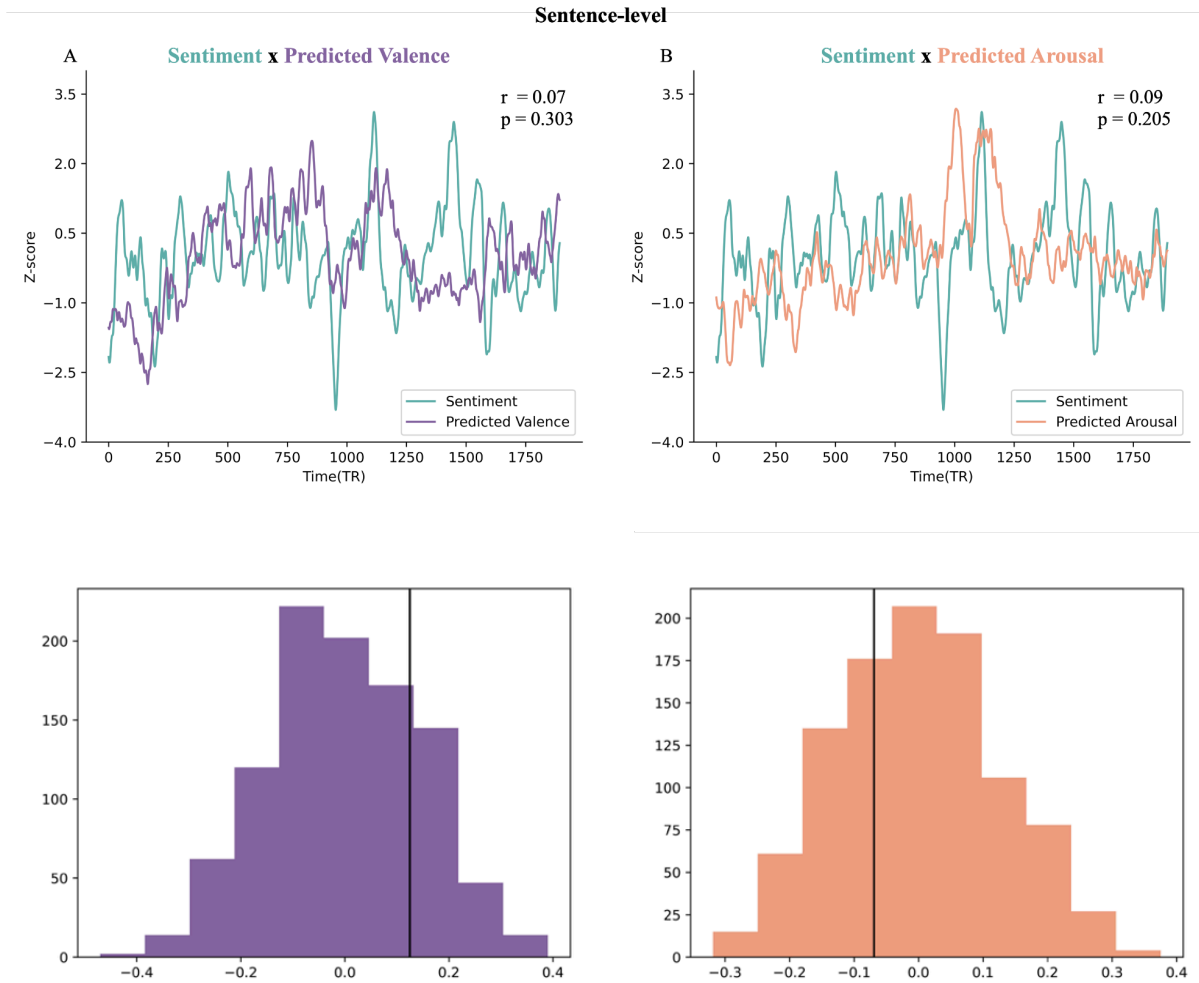 Sentence-level
A Sentiment x Predicted Valence
r = 0.07
p = 0.303
3.5
2.0
0.5
−1.0
−2.5
−4.0
Z-score
Sentiment
Predicted Valence
0 250 500 750 1000 1250 1500 1750
Time(TR)
B Sentiment x Predicted Arousal
r = 0.09
p = 0.205
3.5
2.0
0.5
−1.0
−2.5
−4.0
Z-score
Sentiment
Predicted Arousal
0 250 500 750 1000 1250 1500 1750
Time(TR)
200
150
100
50
0
−0.4 −0.2 0.0 0.2 0.4
200
175
150
125
100
75
50
25
0
−0.3 −0.2 −0.1 0.0 0.1 0.2 0.3 0.4